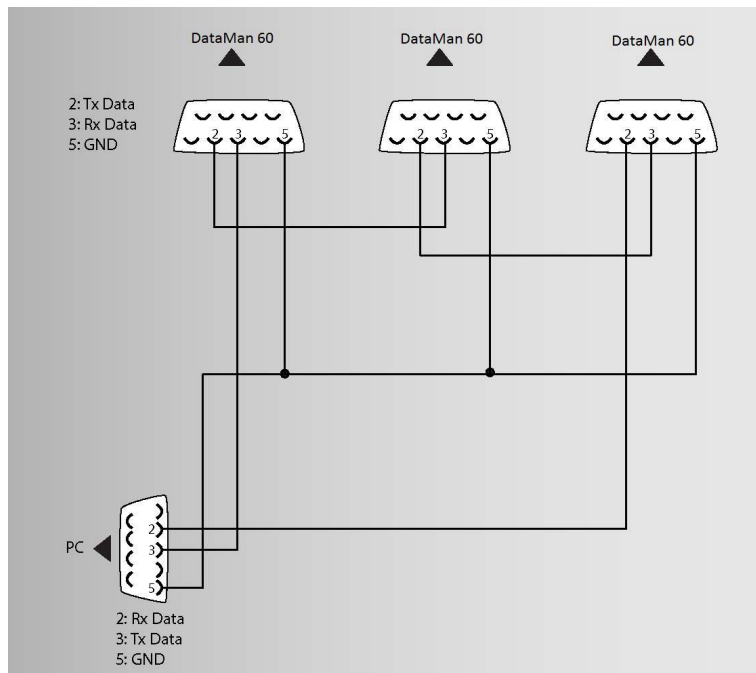 DataMan 60 DataMan 60 DataMan 60
2: Tx Data
3: Rx Data
5: GND
2 3 5 2 3 5 2 3 5
2
PC
3
5
2: Rx Data
3: Tx Data
5: GND